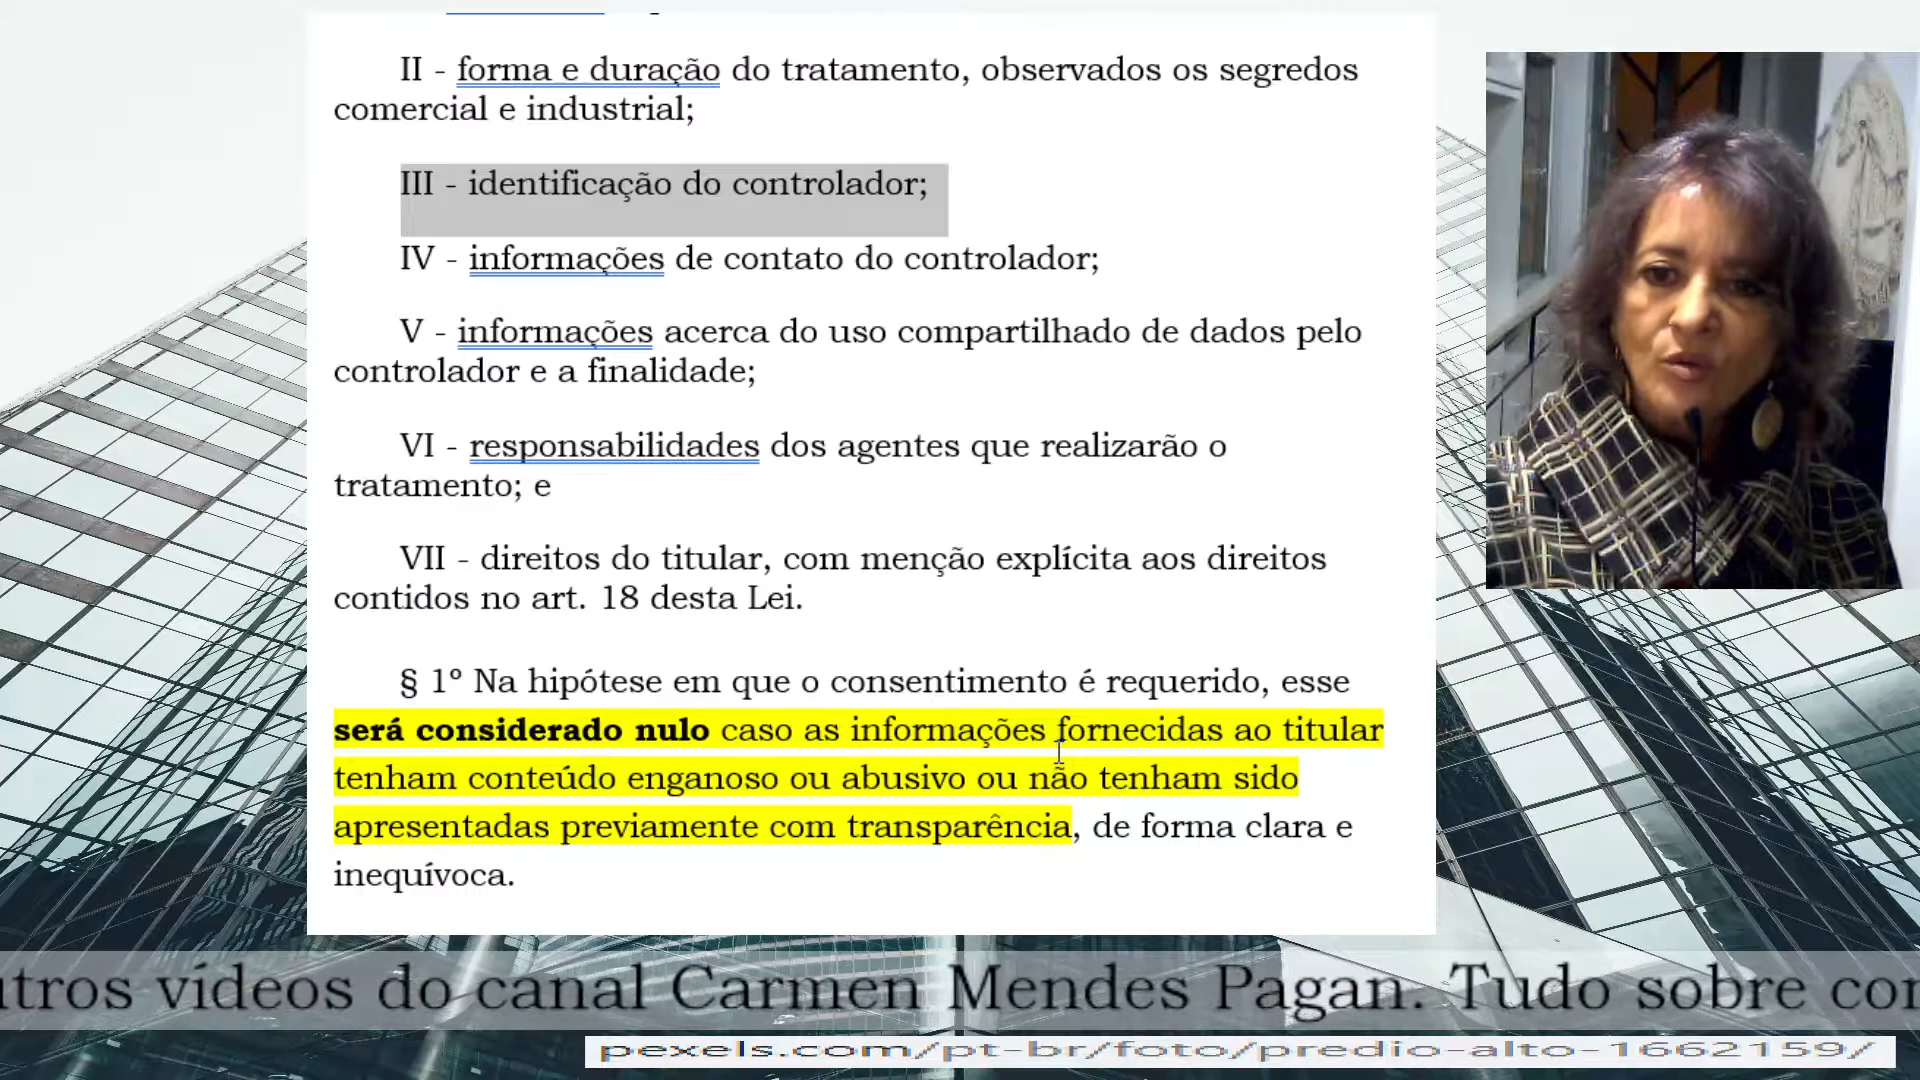 II - forma e duração do tratamento, observados os segredos
comercial e industrial;
III - identificação do controlador;
IV - informações de contato do controlador;
V - informações acerca do uso compartilhado de dados pelo
controlador e a finalidade;
VI - responsabilidades dos agentes que realizarão o
tratamento; e
VII - direitos do titular, com menção explícita aos direitos
contidos no art. 18 desta Lei.
§ 1º Na hipótese em que o consentimento é requerido, esse
será considerado nulo caso as informações fornecidas ao titular
tenham conteúdo enganoso ou abusivo ou não tenham sido
apresentadas previamente com transparência, de forma clara e
inequívoca.
utros vídeos do canal Carmen Mendes Pagan. Tudo sobre con
pexels.com/pt-br/foto/predio-alto-1662159/